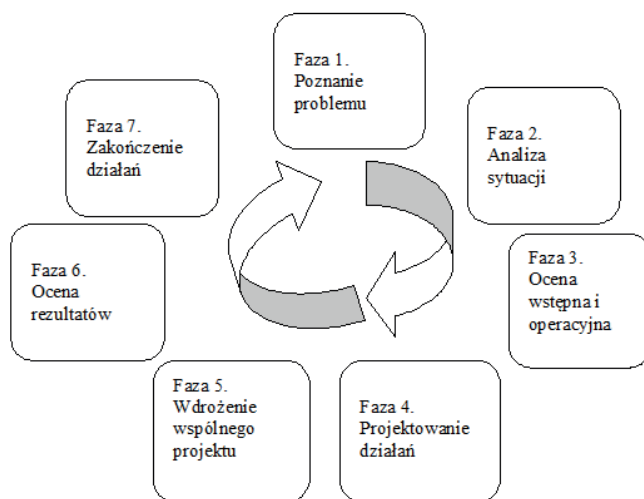 Faza 1.
Poznanie
problemu
Faza 2.
Analiza
sytuacji
Faza 3.
Ocena
wstępna i
operacyjna
Faza 4.
Projektowanie
działań
Faza 5.
Wdrożenie
wspólnego
projektu
Faza 6.
Ocena
rezultatów
Faza 7.
Zakończenie
działań